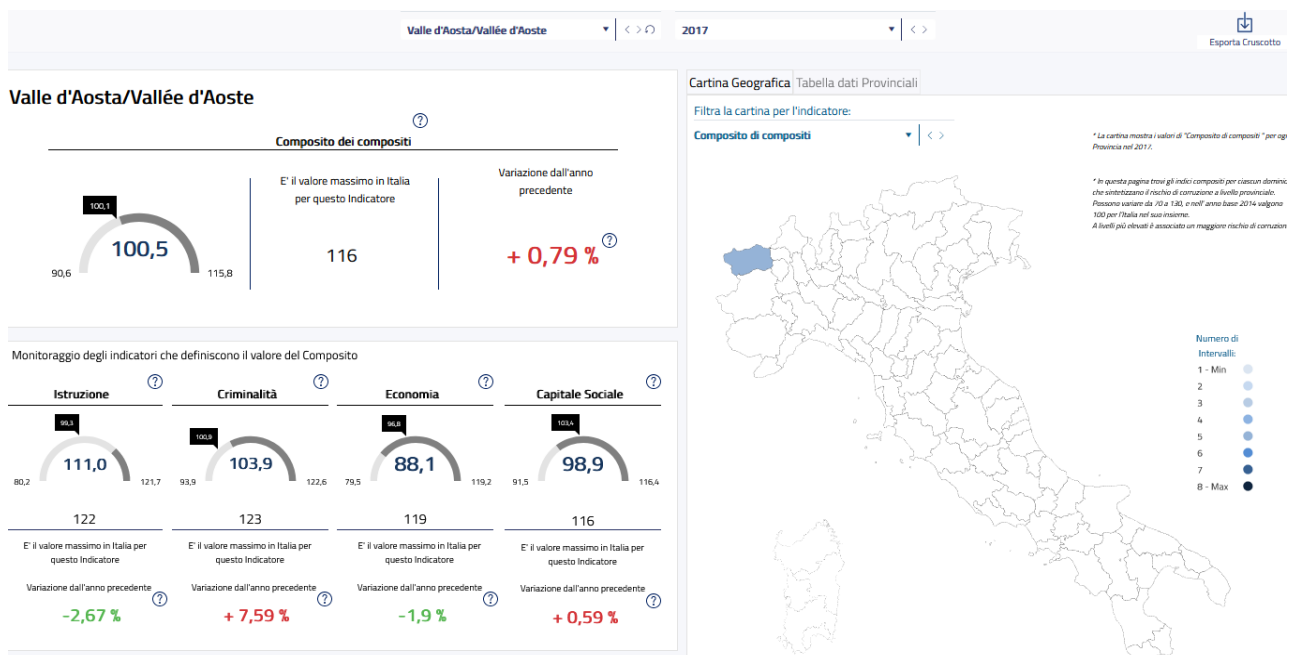 Valle d'Aosta/Vallée d'Aoste
2017
Esporta Cruscotto
Valle d'Aosta/Vallée d'Aoste
?
Composito dei compositi
100,1
100,5
90,6
115,8
E' il valore massimo in Italia
per questo Indicatore
116
Variazione dall'anno
precedente
+ 0,79 %
?
Monitoraggio degli indicatori che definiscono il valore del Composito
?
Istruzione
99,3
111,0
80,2
121,7
122
E' il valore massimo in Italia per
questo Indicatore
Variazione dall'anno precedente
?
-2,67 %
?
Criminalità
100,9
103,9
93,9
122,6
123
E' il valore massimo in Italia per
questo Indicatore
Variazione dall'anno precedente
?
+ 7,59 %
?
Economia
96,8
88,1
79,5
119,2
119
E' il valore massimo in Italia per
questo Indicatore
Variazione dall'anno precedente
?
-1,9 %
?
Capitale Sociale
103,4
98,9
91,5
116,4
116
E' il valore massimo in Italia per
questo Indicatore
Variazione dall'anno precedente
?
+ 0,59 %
Cartina Geografica
Tabella dati Provinciali
Filtra la cartina per l'indicatore:
Composito di compositi
* La cartina mostra i valori di "Composito di compositi " per og
Provincia nel 2017.
* In questa pagina trovi gli indici compositi per ciascun dominic
che sintetizzano il rischio di corruzione a livello provinciale.
Possono variare da 70 a 130, e nell' anno base 2014 valgono
100 per l'Italia nel suo insieme.
A livelli più elevati è associato un maggiore rischio di corruzion
Numero di
Intervalli:
1 - Min
2
3
4
5
6
7
8 - Max